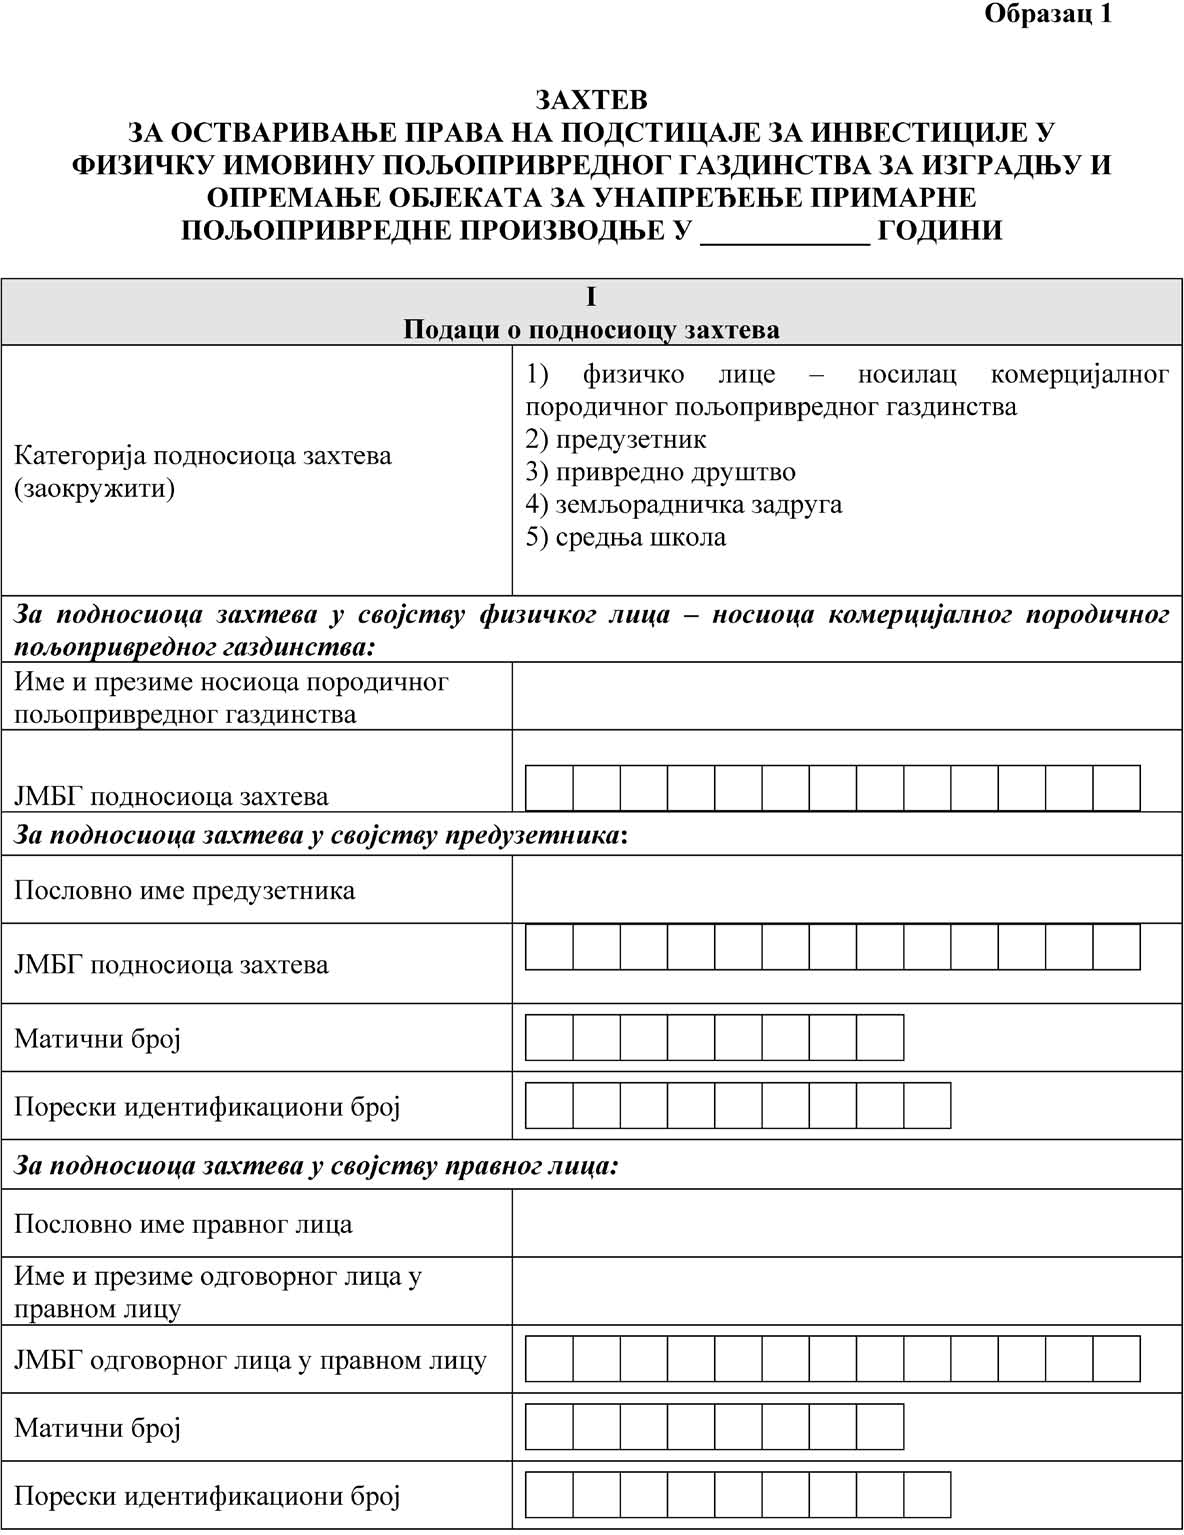 Образац 1
ЗАХТЕВ
ЗА ОСТВАРИВАЊЕ ПРАВА НА ПОДСТИЦАЈЕ ЗА ИНВЕСТИЦИЈЕ У
ФИЗИЧКУ ИМОВИНУ ПОЉОПРИВРЕДНОГ ГАЗДИНСТВА ЗА ИЗГРАДЊУ И
ОПРЕМАЊЕ ОБЈЕКАТА ЗА УНАПРЕЂЕЊЕ ПРИМАРНЕ
ПОЉОПРИВРЕДНЕ ПРОИЗВОДЊЕ У ____________ ГОДИНИ
I
Подаци о подносиоцу захтева
Категорија подносиоца захтева
(заокружити)
1) физичко лице – носилац комерцијалног
породичног пољопривредног газдинства
2) предузетник
3) привредно друштво
4) земљорадничка задруга
5) средња школа
За подносиоца захтева у својству физичког лица – носиоца комерцијалног породичног
пољопривредног газдинства:
Име и презиме носиоца породичног
пољопривредног газдинства
ЈМБГ подносиоца захтева
За подносиоца захтева у својству предузетника:
Пословно име предузетника
ЈМБГ подносиоца захтева
Матични број
Порески идентификациони број
За подносиоца захтева у својству правног лица:
Пословно име правног лица
Име и презиме одговорног лица у
правном лицу
ЈМБГ одговорног лица у правном лицу
Матични број
Порески идентификациони број